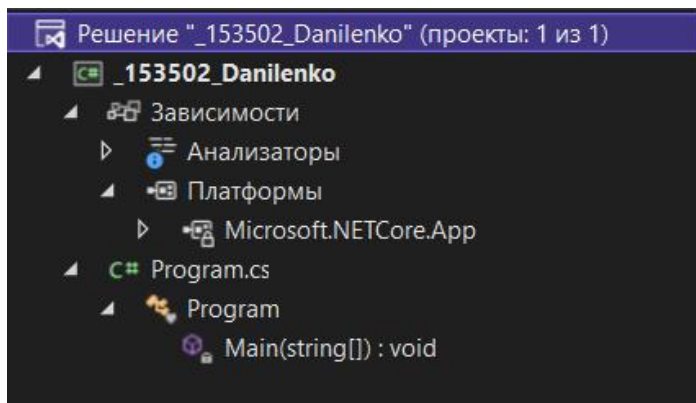 Решение "_153502_Danilenko" (проекты: 1 из 1)
C# _153502_Danilenko
Зависимости
Анализаторы
Платформы
Microsoft.NETCore.App
C# Program.cs
Program
Main(string[]) : void